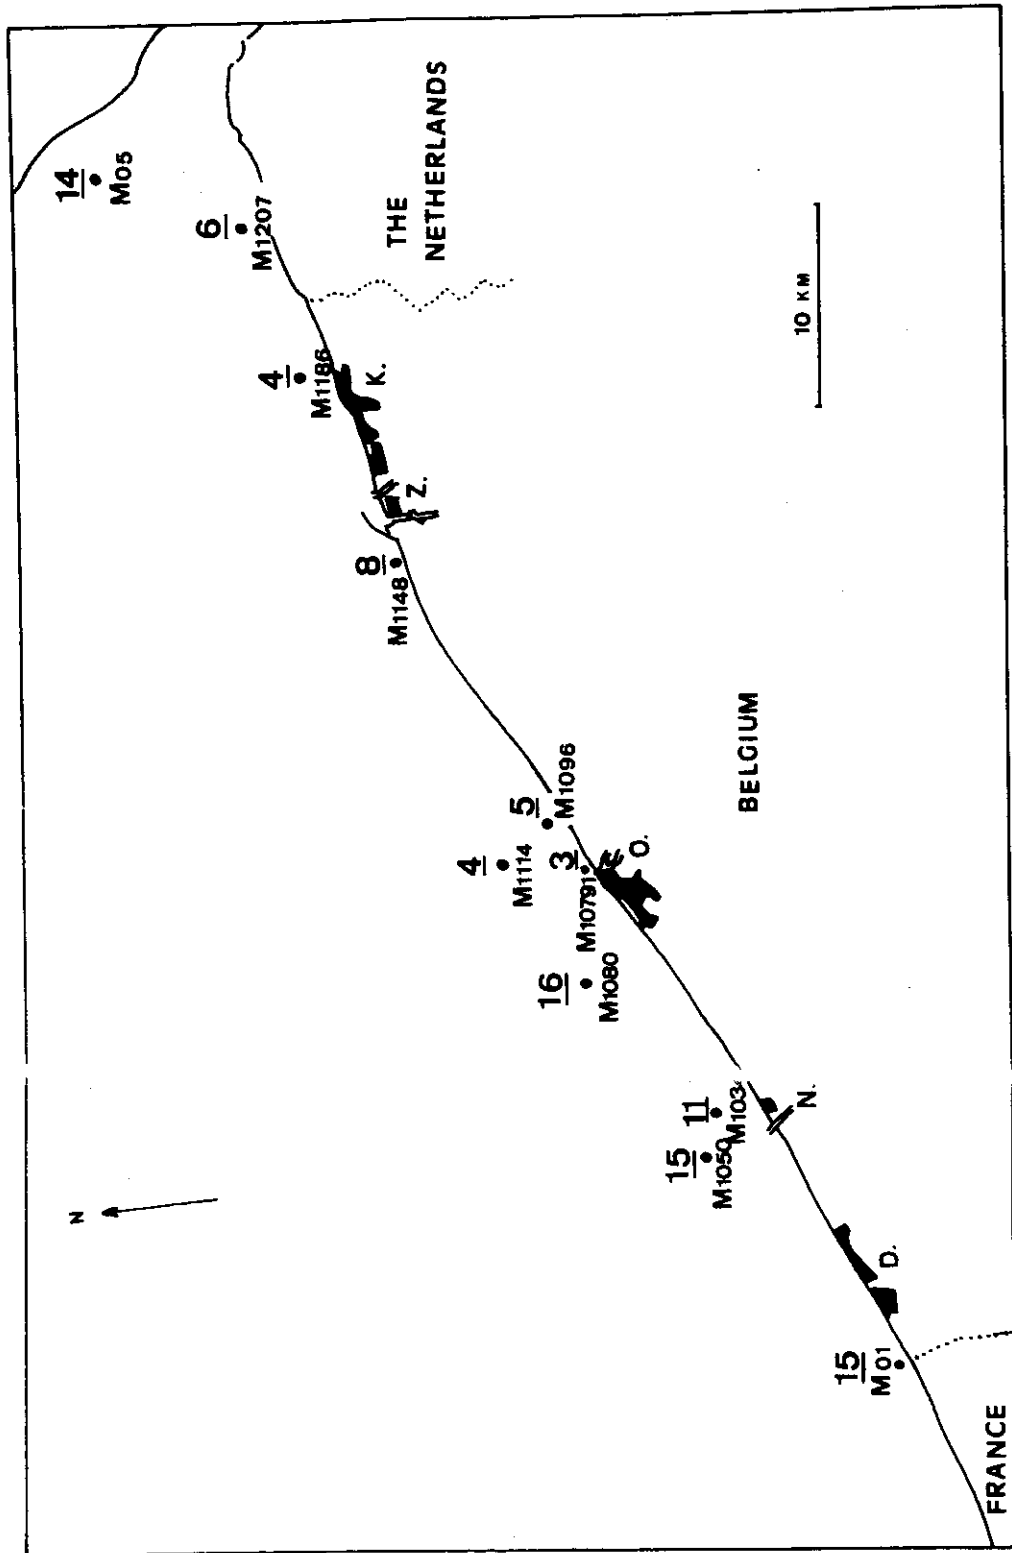 14
M05
6
M1207
THE
NETHERLANDS
4
M1186
K.
10 KM
Z.
8
M1148
BELGIUM
5
M1096
4
M1114
3
M10791
O.
16
M1080
11
M103
N.
15
M1050
N
D.
15
M01
FRANCE